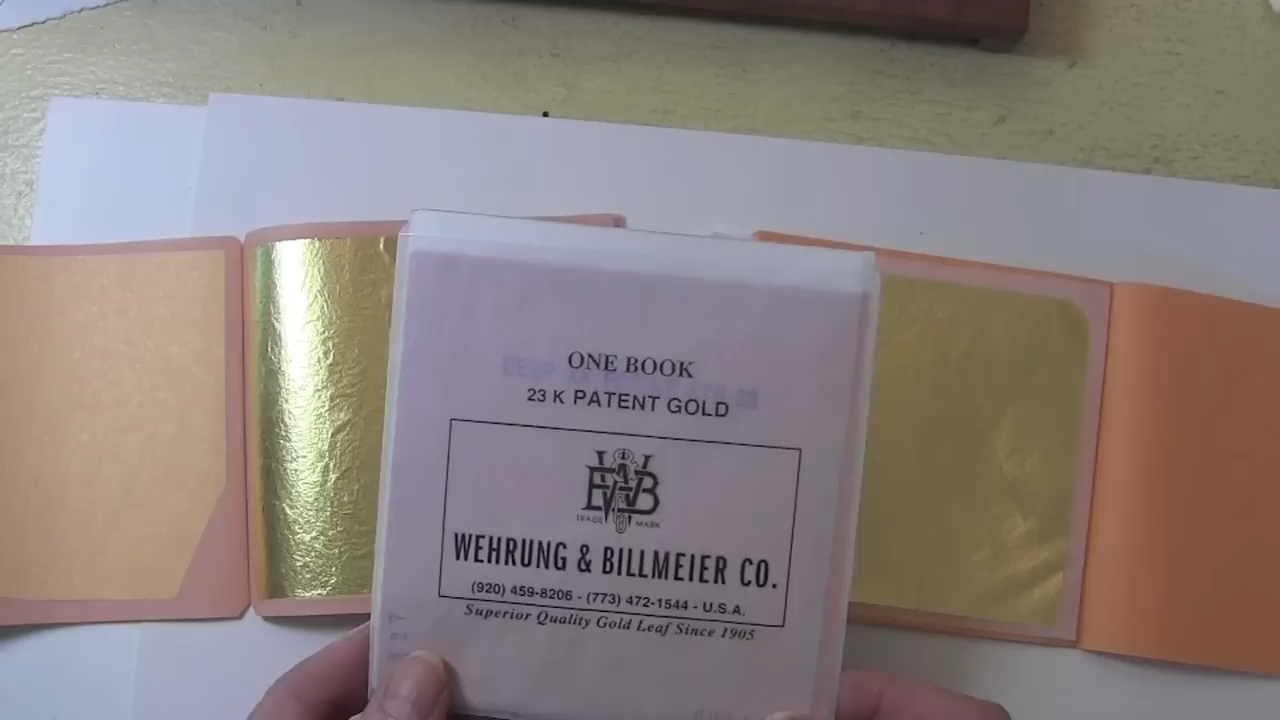 ONE BOOK
23 K PATENT GOLD
WB
TRADE MARK
WEHRUNG & BILLMEIER CO.
(920) 459-8206 - (773) 472-1544 - U.S.A.
Superior Quality Gold Leaf Since 1905